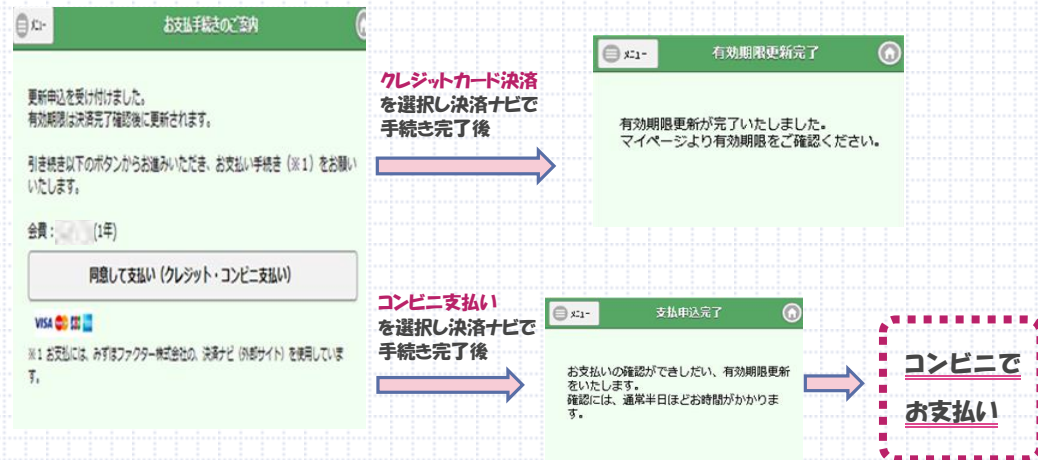 メニュー
お支払手続きのご案内
更新申込を受け付けました。
有効期限は決済完了確認後に更新されます。
引き続き以下のボタンからお進みいただき、お支払い手続き（※1）をお願い
いたします。
会費：(1年)
同意して支払い（クレジット・コンビニ支払い）
VISA
※1 お支払には、みずほファクター株式会社の、決済ナビ（外部サイト）を使用していま
す。
クレジットカード決済
を選択し決済ナビで
手続き完了後
メニュー
有効期限更新完了
有効期限更新が完了いたしました。
マイページより有効期限をご確認ください。
コンビニ支払い
を選択し決済ナビで
手続き完了後
メニュー
支払申込完了
お支払いの確認ができしだい、有効期限更新
をいたします。
確認には、通常半日ほどお時間がかかりま
す。
コンビニで
お支払い